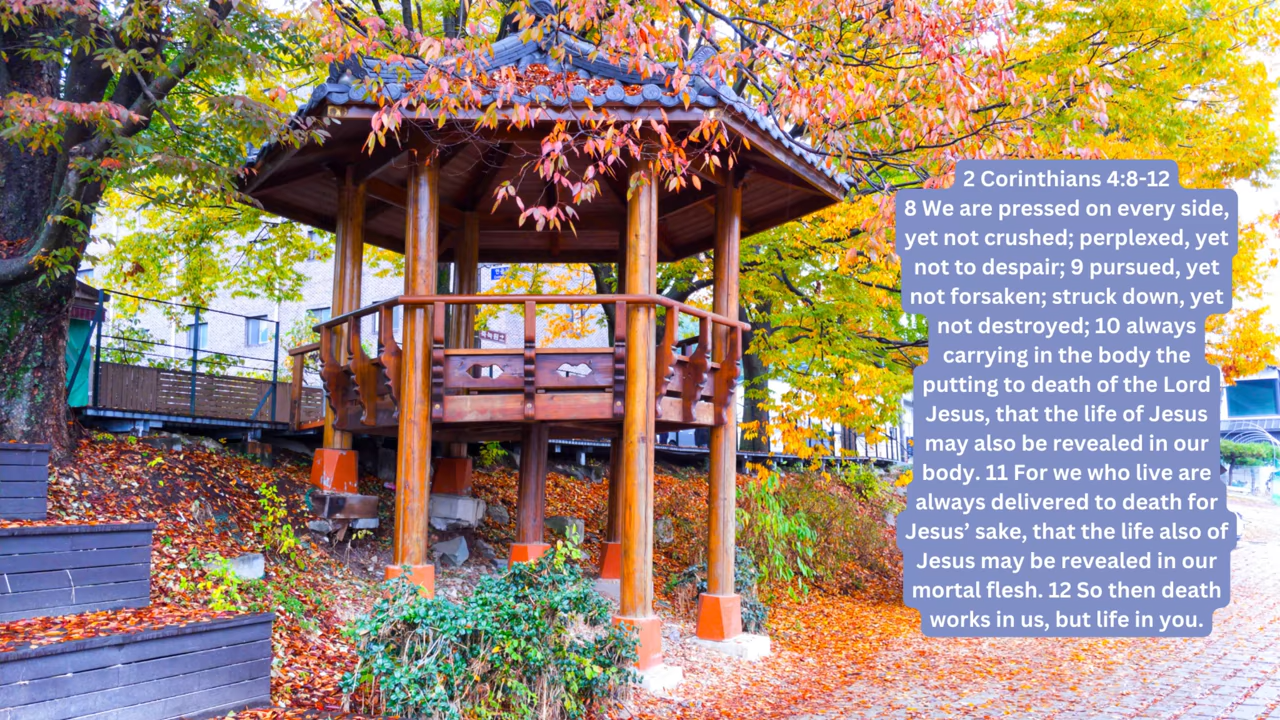 2 Corinthians 4:8-12
8 We are pressed on every side,
yet not crushed; perplexed, yet
not to despair; 9 pursued, yet
not forsaken; struck down, yet
not destroyed; 10 always
carrying in the body the
putting to death of the Lord
Jesus, that the life of Jesus
may also be revealed in our
body. 11 For we who live are
always delivered to death for
Jesus’ sake, that the life also of
Jesus may be revealed in our
mortal flesh. 12 So then death
works in us, but life in you.